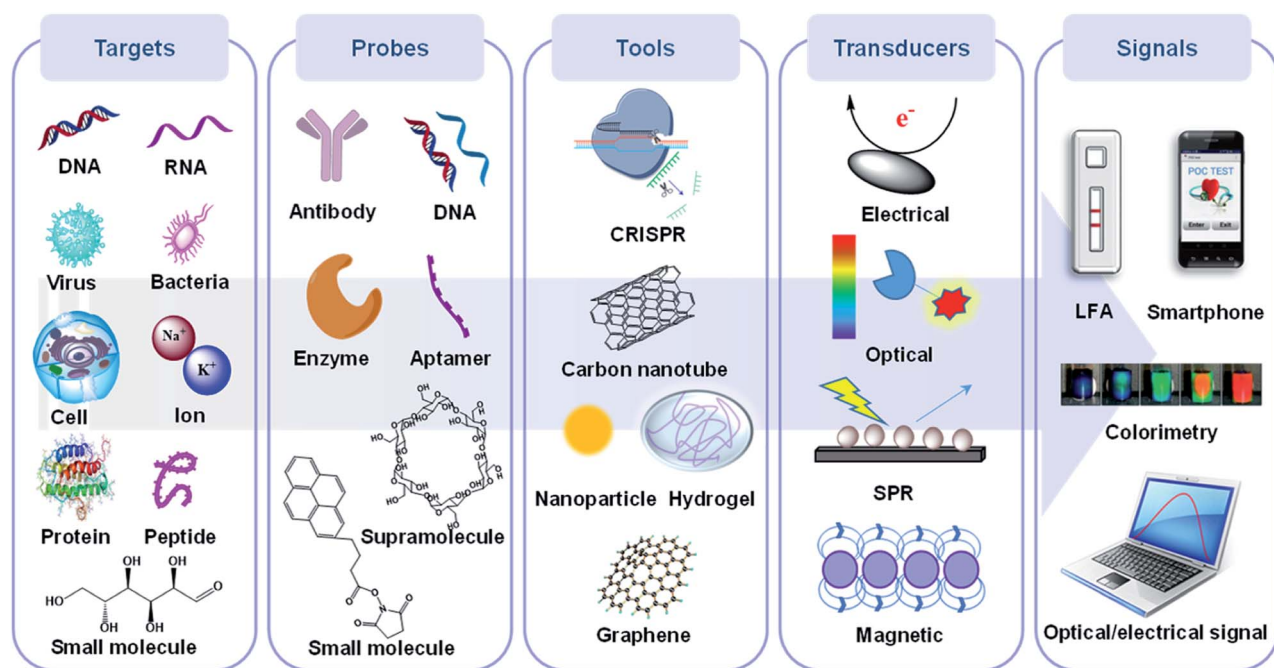 Targets
DNA
RNA
Virus
Bacteria
Na⁺
K⁺
Cell
Ion
Protein
Peptide
OH
OH
HO
O
OH
OH
Small molecule
Probes
Antibody
DNA
Enzyme
Aptamer
Supramolecule
O
O
N
O
O
Small molecule
Tools
CRISPR
Carbon nanotube
Nanoparticle
Hydrogel
Graphene
Transducers
e⁻
Electrical
Optical
SPR
Magnetic
Signals
POC TEST
Enter
Exit
LFA
Smartphone
Colorimetry
Optical/electrical signal